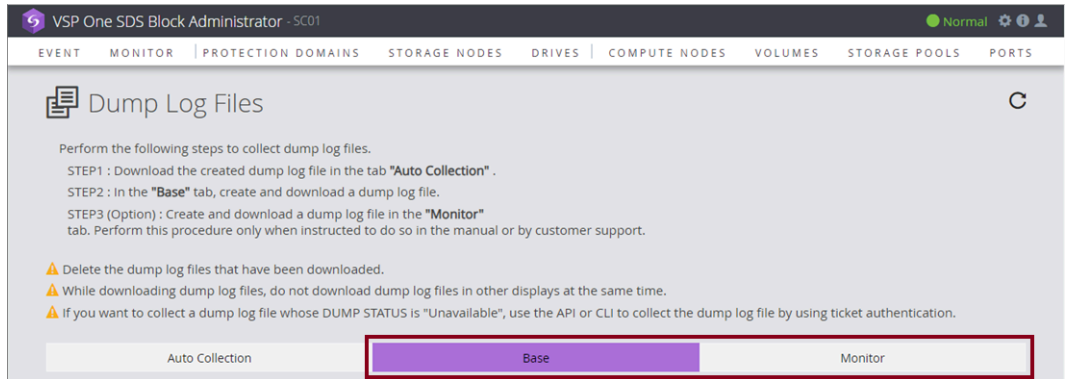 VSP One SDS Block Administrator - SC01
Normal
EVENT MONITOR PROTECTION DOMAINS STORAGE NODES DRIVES COMPUTE NODES VOLUMES STORAGE POOLS PORTS
Dump Log Files
Perform the following steps to collect dump log files.
STEP1 : Download the created dump log file in the tab "Auto Collection" .
STEP2 : In the "Base" tab, create and download a dump log file.
STEP3 (Option) : Create and download a dump log file in the "Monitor"
tab. Perform this procedure only when instructed to do so in the manual or by customer support.
Delete the dump log files that have been downloaded.
While downloading dump log files, do not download dump log files in other displays at the same time.
If you want to collect a dump log file whose DUMP STATUS is "Unavailable", use the API or CLI to collect the dump log file by using ticket authentication.
Auto Collection Base Monitor